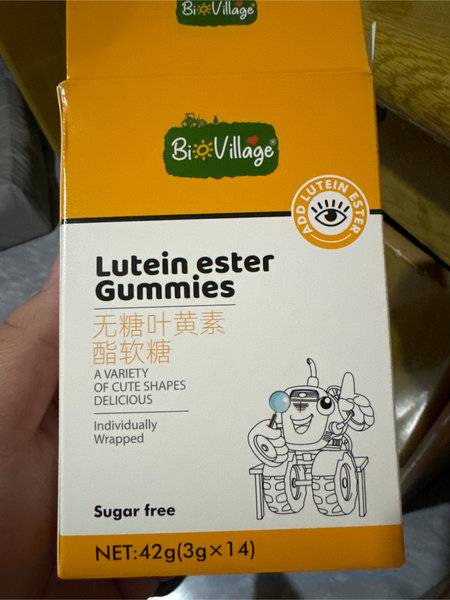 BioVillage®
BioVillage®
ADD LUTEIN ESTER
Lutein ester
Gummies
无糖叶黄素
酯软糖
A VARIETY
OF CUTE SHAPES
DELICIOUS
Individually
Wrapped
Sugar free
NET:42g(3g×14)